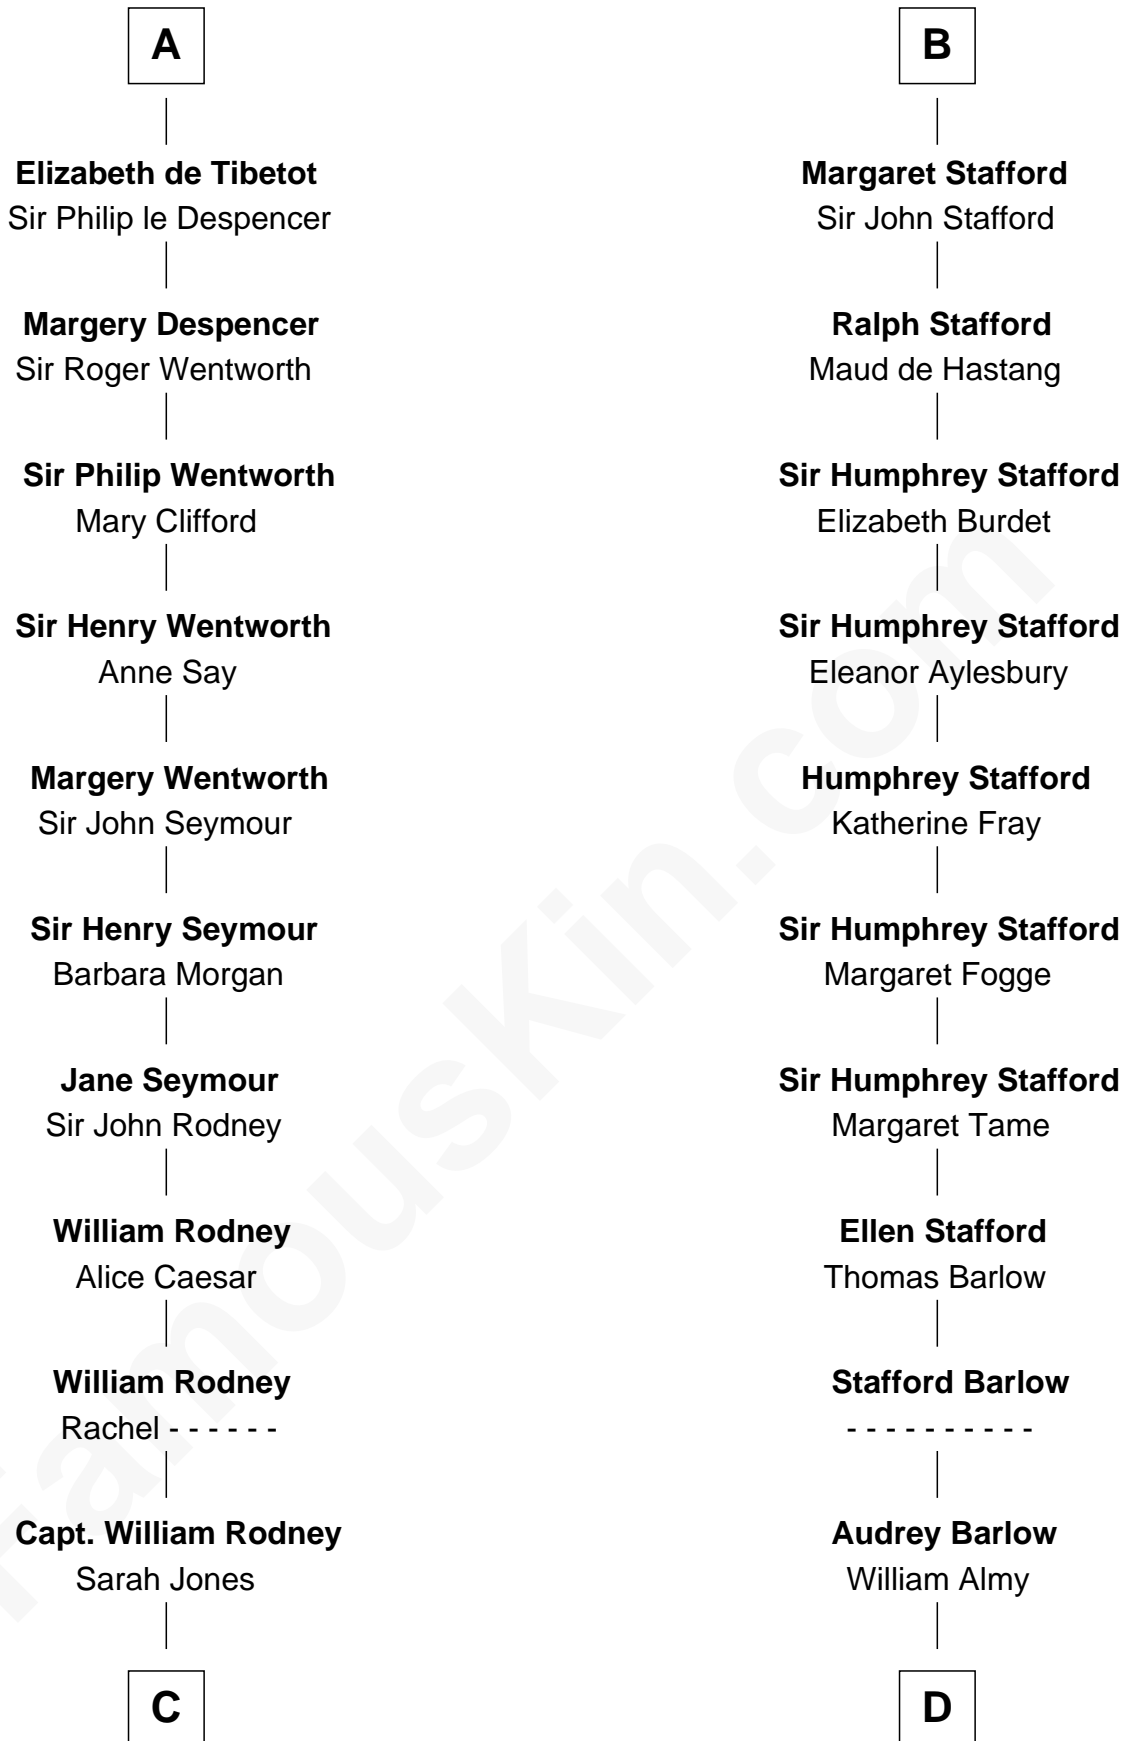 A
Elizabeth de Tibetot
Sir Philip le Despencer
Margery Despencer
Sir Roger Wentworth
Sir Philip Wentworth
Mary Clifford
Sir Henry Wentworth
Anne Say
Margery Wentworth
Sir John Seymour
Sir Henry Seymour
Barbara Morgan
Jane Seymour
Sir John Rodney
William Rodney
Alice Caesar
William Rodney
Rachel - - - - - -
Capt. William Rodney
Sarah Jones
C
B
Margaret Stafford
Sir John Stafford
Ralph Stafford
Maud de Hastang
Sir Humphrey Stafford
Elizabeth Burdet
Sir Humphrey Stafford
Eleanor Aylesbury
Humphrey Stafford
Katherine Fray
Sir Humphrey Stafford
Margaret Fogge
Sir Humphrey Stafford
Margaret Tame
Ellen Stafford
Thomas Barlow
Stafford Barlow
- - - - - - - - - -
Audrey Barlow
William Almy
D
FamousKin.com